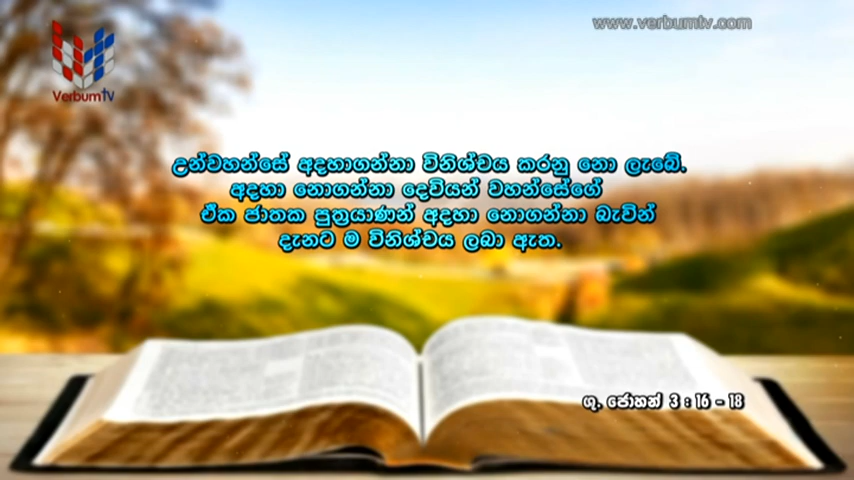 www.verbumtv.com
VerbumTV
උන්වහන්සේ අදහාගන්නා විනිශ්චය කරනු නො ලැබේ.
අදහා නොගන්නා දෙවියන් වහන්සේගේ
ඒක ජාතක පුත්‍රයාණන් අදහා නොගන්නා බැවින්
දැනට ම විනිශ්චය ලබා ඇත.
ශු. ජොහන් 3 : 16 - 18